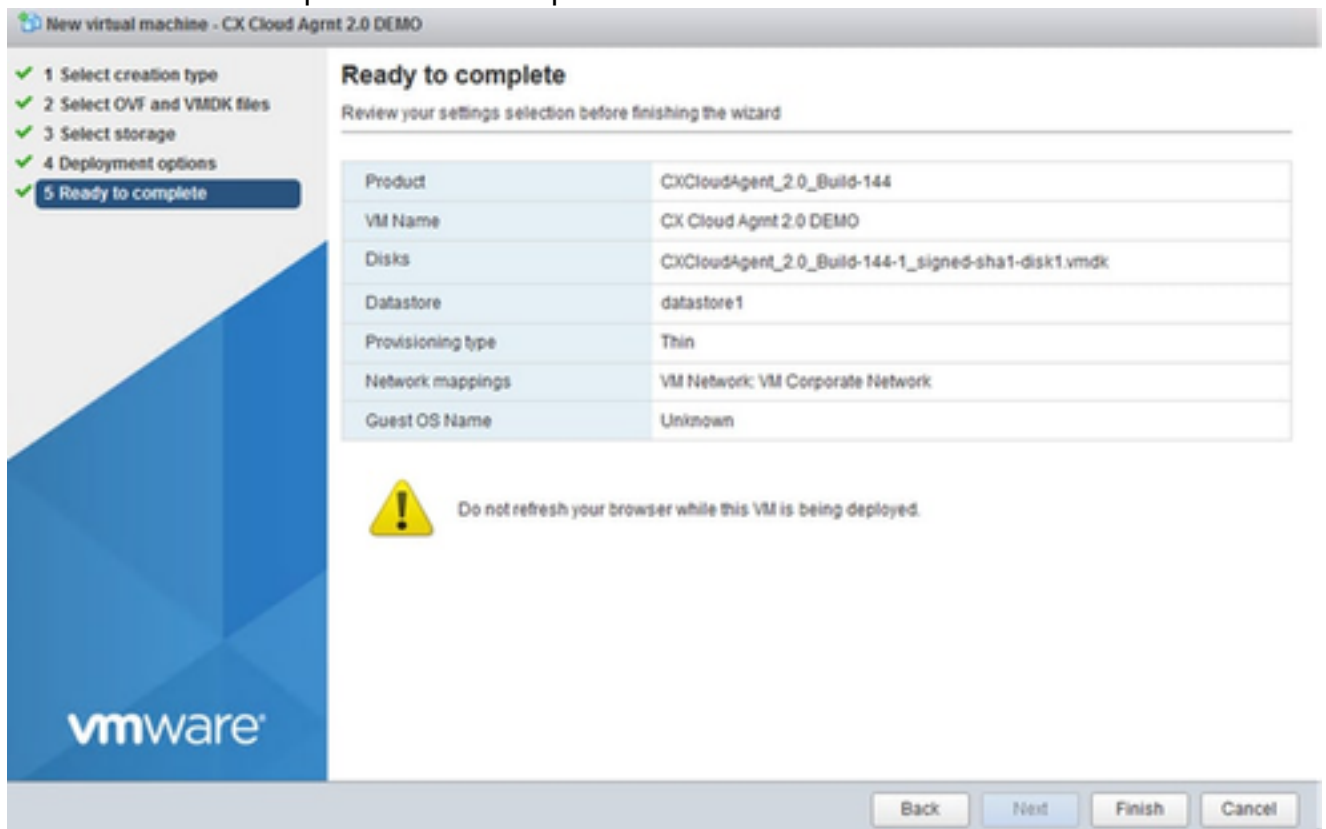 New virtual machine - CX Cloud Agrnt 2.0 DEMO
1 Select creation type
2 Select OVF and VMDK files
3 Select storage
4 Deployment options
5 Ready to complete
Ready to complete
Review your settings selection before finishing the wizard
Product CXCloudAgent_2.0_Build-144
VM Name CX Cloud Agrnt 2.0 DEMO
Disks CXCloudAgent_2.0_Build-144-1_signed-sha1-disk1.vmdk
Datastore datastore1
Provisioning type Thin
Network mappings VM Network: VM Corporate Network
Guest OS Name Unknown
Do not refresh your browser while this VM is being deployed.
vmware
Back Next Finish Cancel